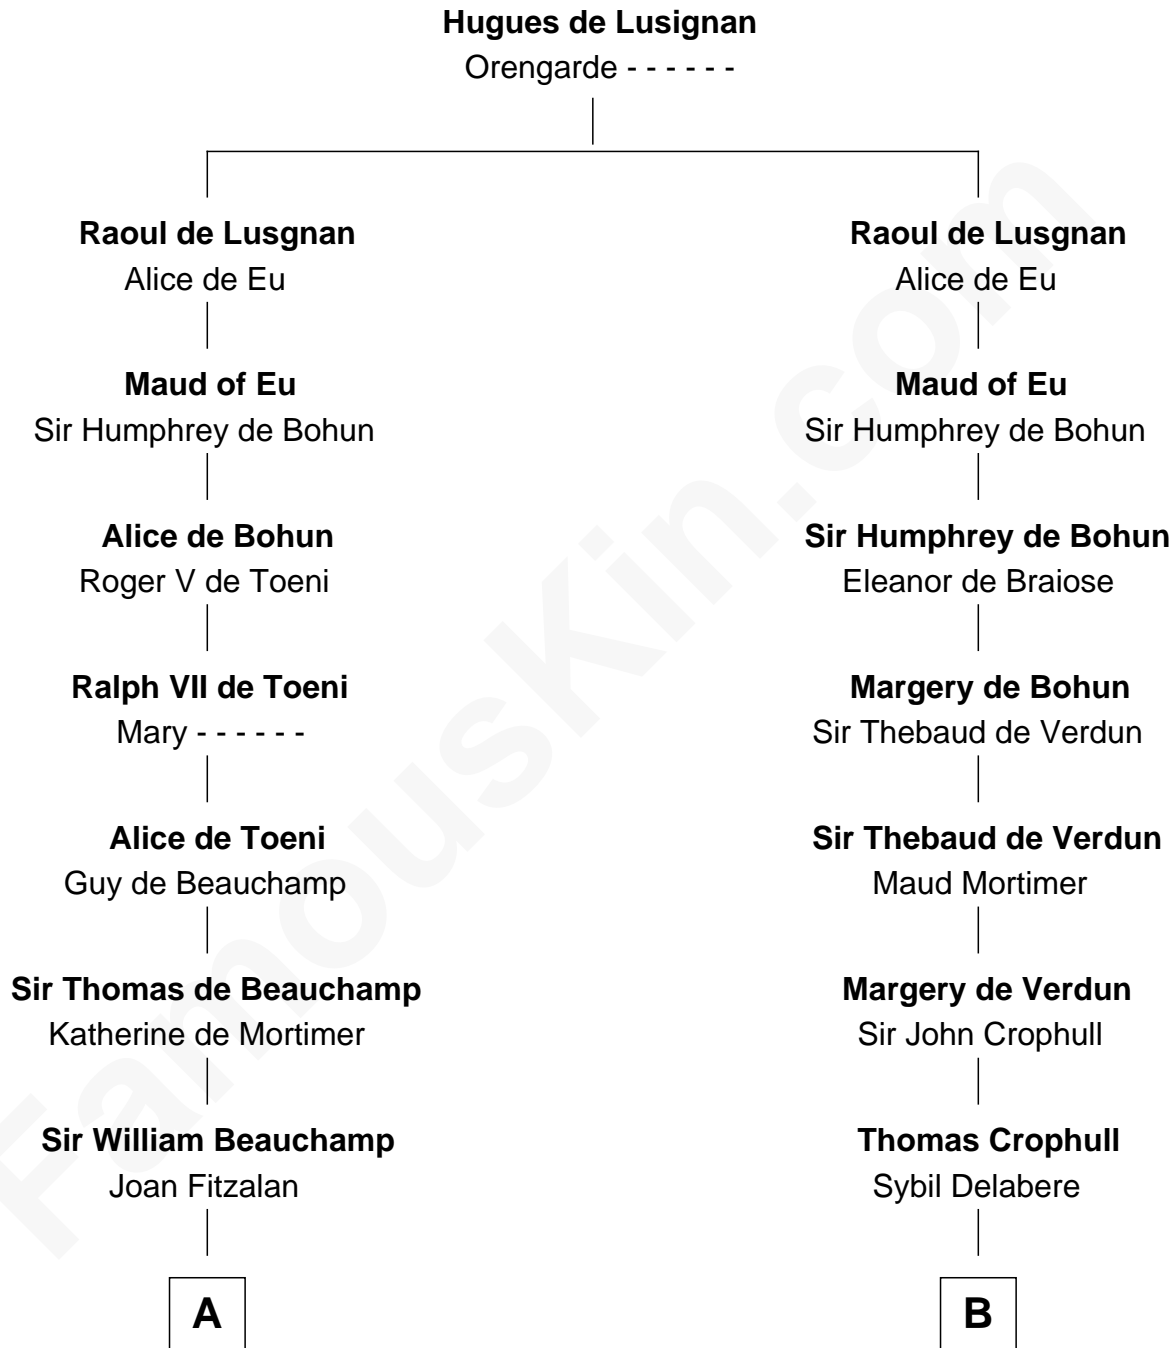 Hugues de Lusignan
Orengarde - - - - - -
Raoul de Lusgnan
Alice de Eu
Maud of Eu
Sir Humphrey de Bohun
Alice de Bohun
Roger V de Toeni
Ralph VII de Toeni
Mary - - - - - -
Alice de Toeni
Guy de Beauchamp
Sir Thomas de Beauchamp
Katherine de Mortimer
Sir William Beauchamp
Joan Fitzalan
A
Raoul de Lusgnan
Alice de Eu
Maud of Eu
Sir Humphrey de Bohun
Sir Humphrey de Bohun
Eleanor de Braiose
Margery de Bohun
Sir Thebaud de Verdun
Sir Thebaud de Verdun
Maud Mortimer
Margery de Verdun
Sir John Crophull
Thomas Crophull
Sybil Delabere
B
FamousKin.com